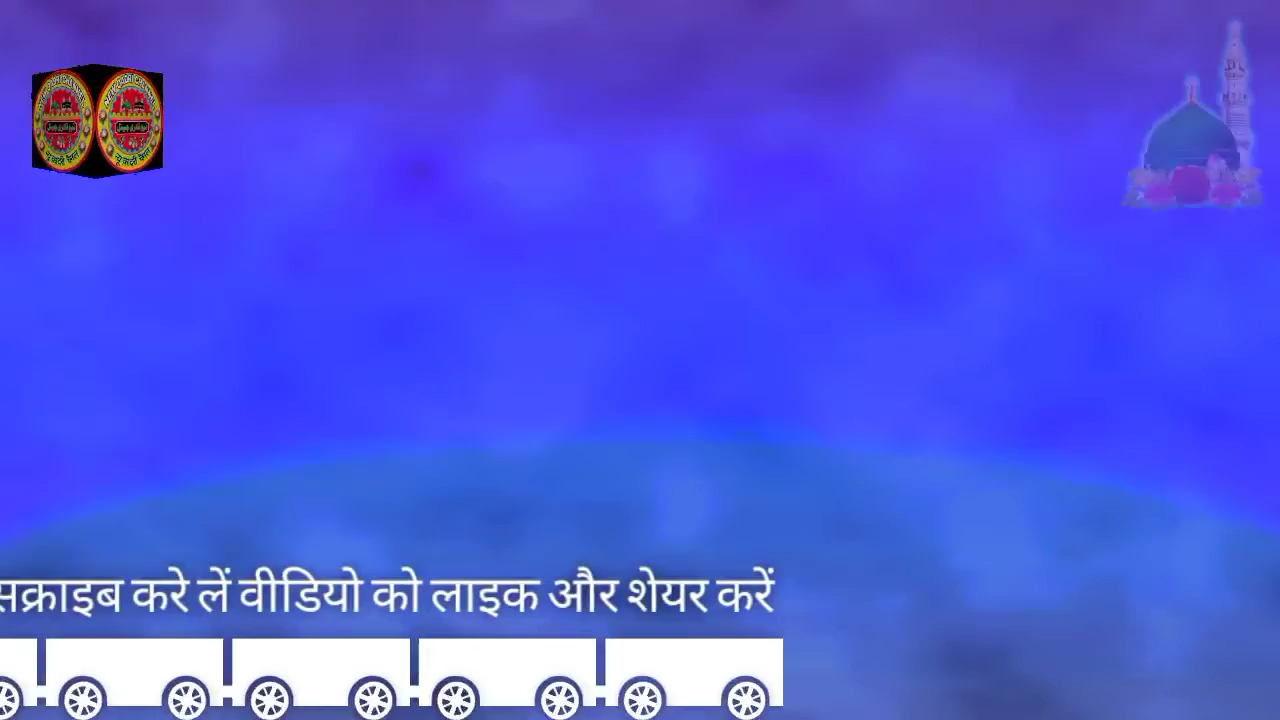 सक्राइब करे लें वीडियो को लाइक और शेयर करें